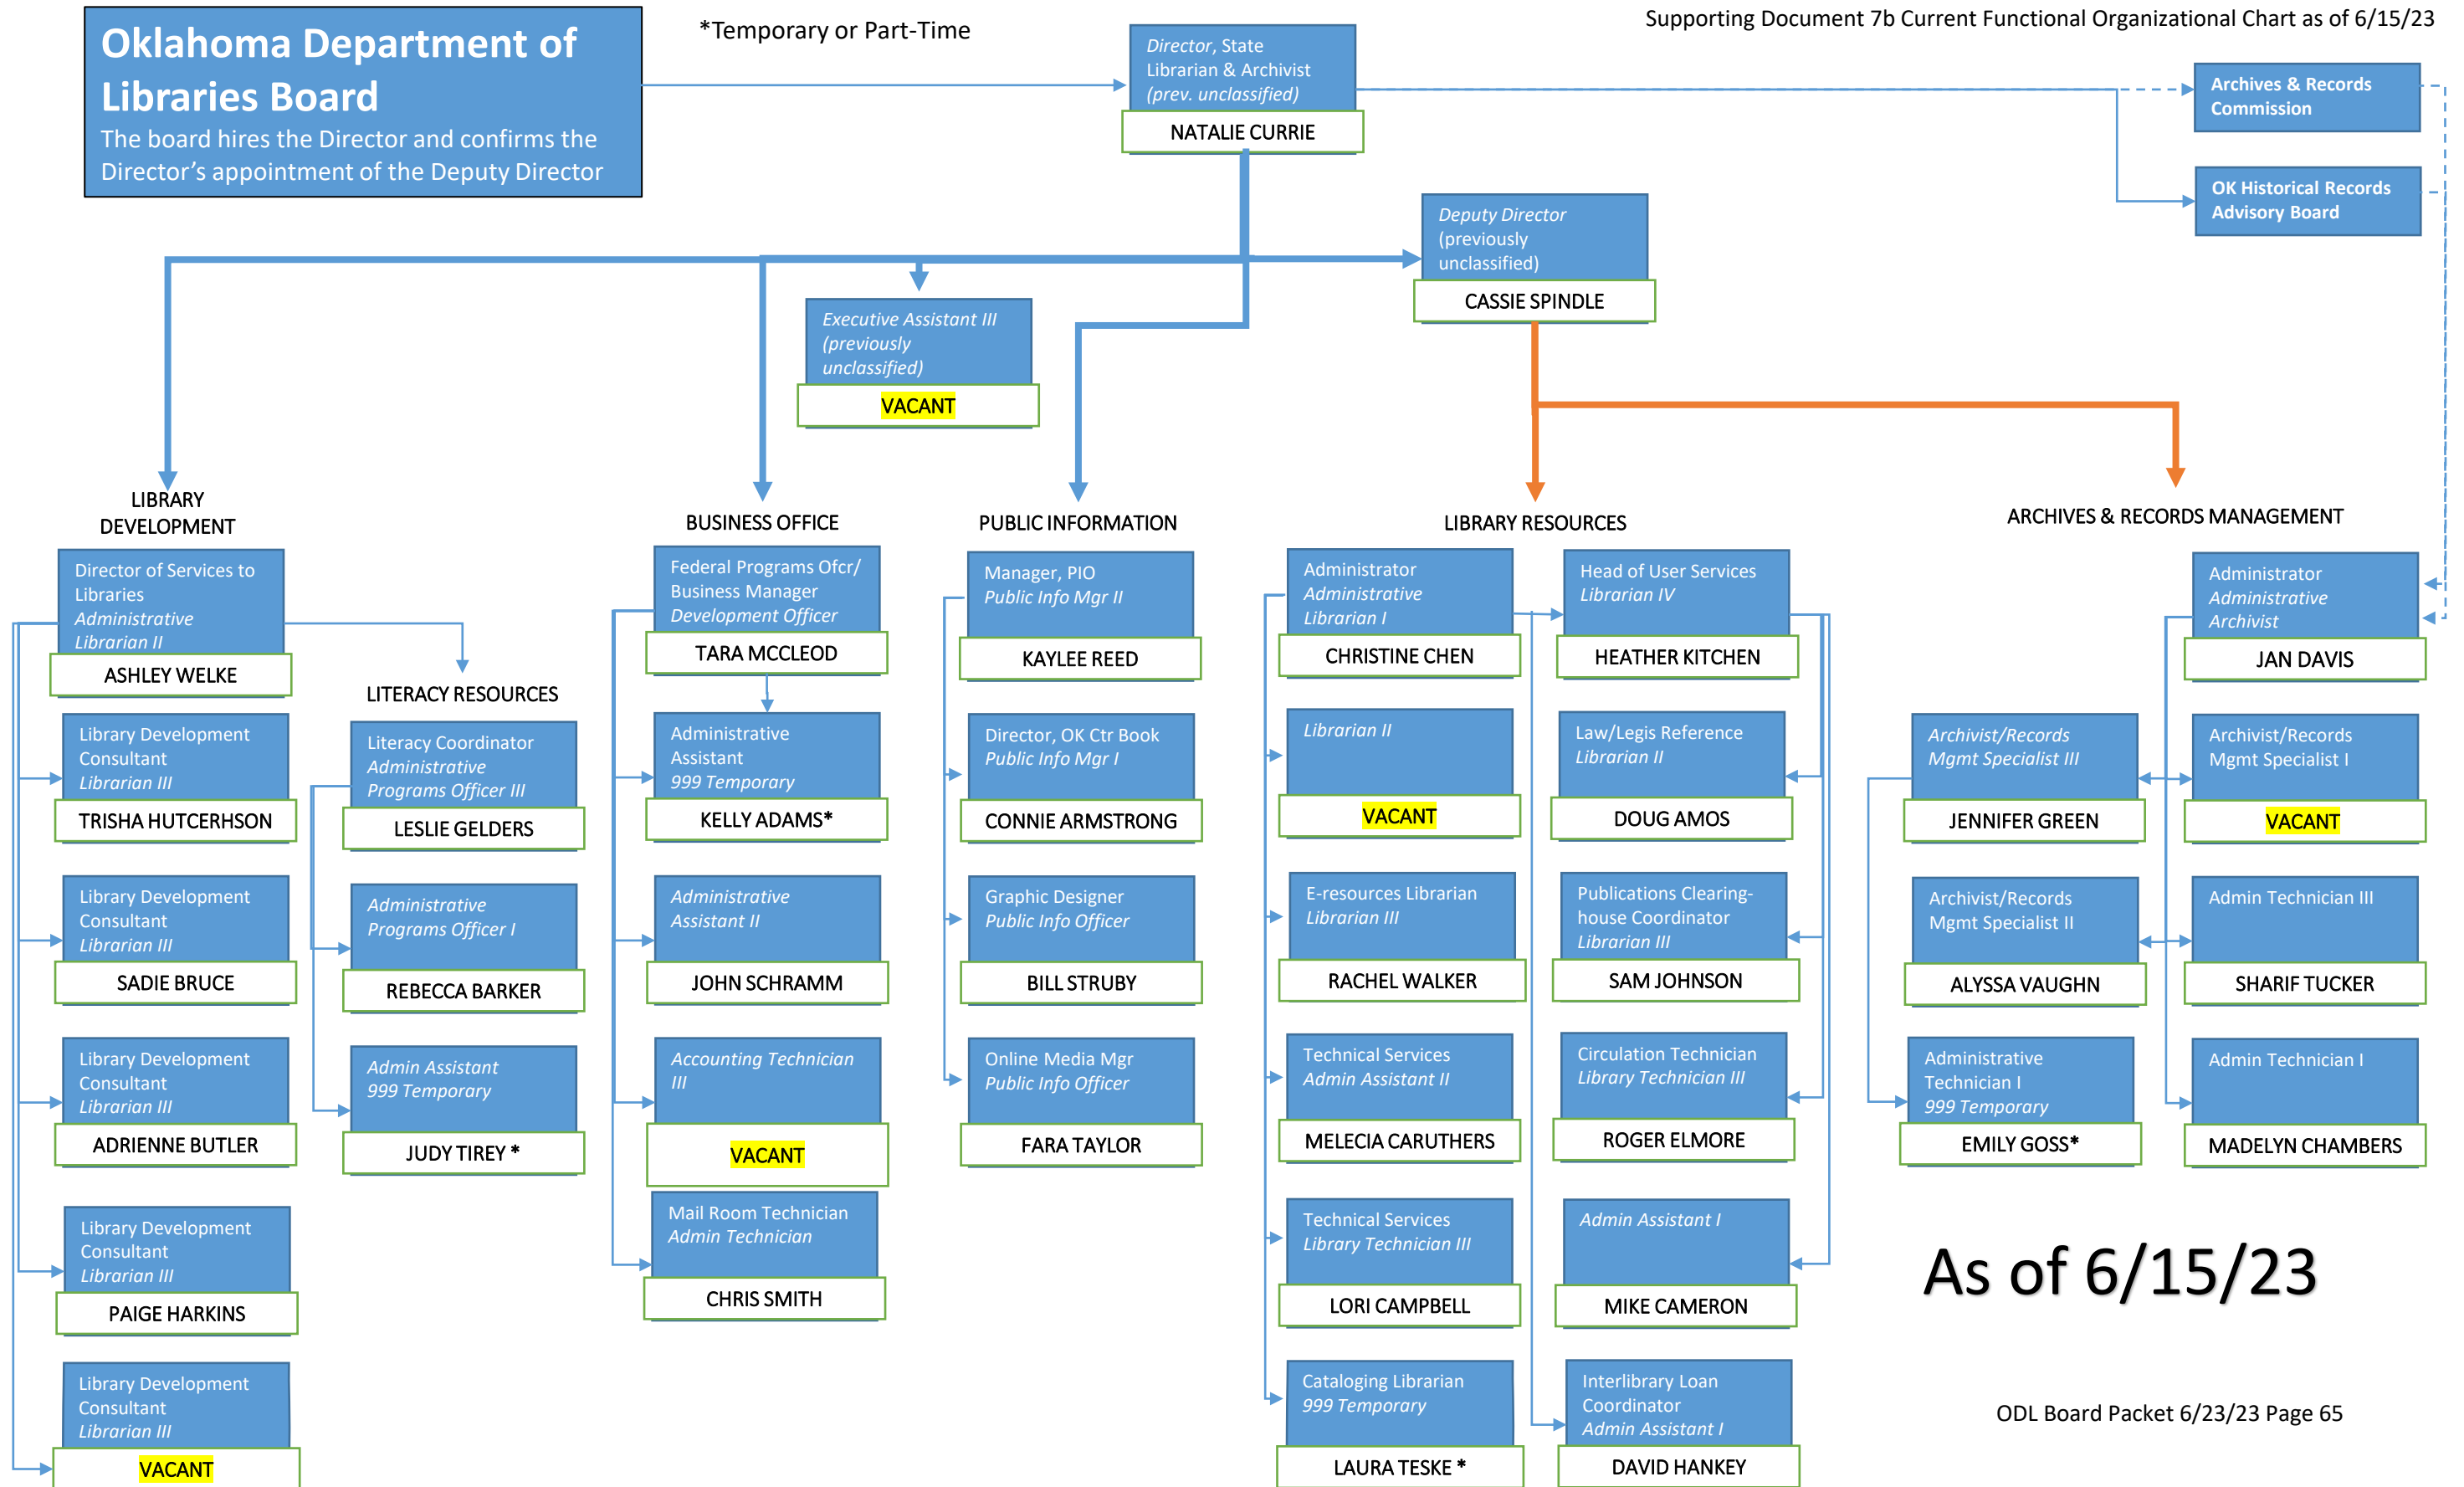 Supporting Document 7b Current Functional Organizational Chart as of 6/15/23
*Temporary or Part-Time
Oklahoma Department of
Libraries Board
The board hires the Director and confirms the
Director’s appointment of the Deputy Director
Director, State
Librarian & Archivist
(prev. unclassified)
NATALIE CURRIE
Archives & Records
Commission
OK Historical Records
Advisory Board
Deputy Director
(previously
unclassified)
CASSIE SPINDLE
Executive Assistant III
(previously
unclassified)
VACANT
LIBRARY
DEVELOPMENT
Director of Services to
Libraries
Administrative
Librarian II
ASHLEY WELKE
Library Development
Consultant
Librarian III
TRISHA HUTCERHSON
Library Development
Consultant
Librarian III
SADIE BRUCE
Library Development
Consultant
Librarian III
ADRIENNE BUTLER
Library Development
Consultant
Librarian III
PAIGE HARKINS
Library Development
Consultant
Librarian III
VACANT
LITERACY RESOURCES
Literacy Coordinator
Administrative
Programs Officer III
LESLIE GELDERS
Administrative
Programs Officer I
REBECCA BARKER
Admin Assistant
999 Temporary
JUDY TIREY *
BUSINESS OFFICE
Federal Programs Ofcr/
Business Manager
Development Officer
TARA MCCLEOD
Administrative
Assistant
999 Temporary
KELLY ADAMS*
Administrative
Assistant II
JOHN SCHRAMM
Accounting Technician
III
VACANT
Mail Room Technician
Admin Technician
CHRIS SMITH
PUBLIC INFORMATION
Manager, PIO
Public Info Mgr II
KAYLEE REED
Director, OK Ctr Book
Public Info Mgr I
CONNIE ARMSTRONG
Graphic Designer
Public Info Officer
BILL STRUBY
Online Media Mgr
Public Info Officer
FARA TAYLOR
LIBRARY RESOURCES
Administrator
Administrative
Librarian I
CHRISTINE CHEN
Librarian II
VACANT
E-resources Librarian
Librarian III
RACHEL WALKER
Technical Services
Admin Assistant II
MELECIA CARUTHERS
Technical Services
Library Technician III
LORI CAMPBELL
Cataloging Librarian
999 Temporary
LAURA TESKE *
Head of User Services
Librarian IV
HEATHER KITCHEN
Law/Legis Reference
Librarian II
DOUG AMOS
Publications Clearing-
house Coordinator
Librarian III
SAM JOHNSON
Circulation Technician
Library Technician III
ROGER ELMORE
Admin Assistant I
MIKE CAMERON
Interlibrary Loan
Coordinator
Admin Assistant I
DAVID HANKEY
ARCHIVES & RECORDS MANAGEMENT
Administrator
Administrative
Archivist
JAN DAVIS
Archivist/Records
Mgmt Specialist III
JENNIFER GREEN
Archivist/Records
Mgmt Specialist II
ALYSSA VAUGHN
Administrative
Technician I
999 Temporary
EMILY GOSS*
Archivist/Records
Mgmt Specialist I
VACANT
Admin Technician III
SHARIF TUCKER
Admin Technician I
MADELYN CHAMBERS
As of 6/15/23
ODL Board Packet 6/23/23 Page 65